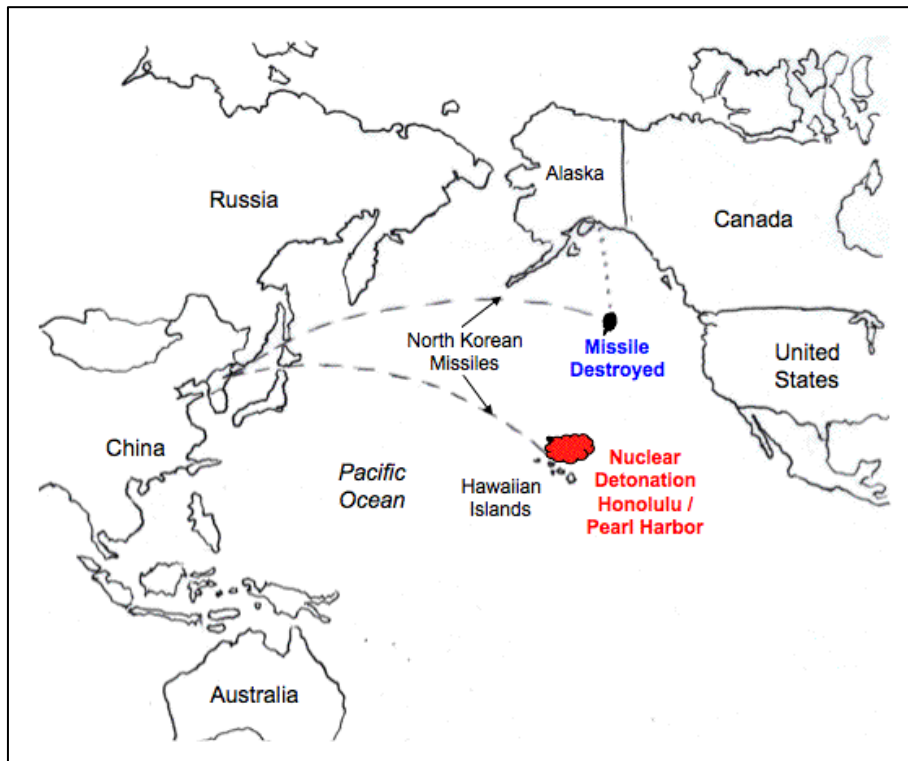 Alaska
Russia
Canada
North Korean
Missiles
Missile
Destroyed
United
States
China
Pacific
Ocean
Hawaiian
Islands
Nuclear
Detonation
Honolulu /
Pearl Harbor
Australia